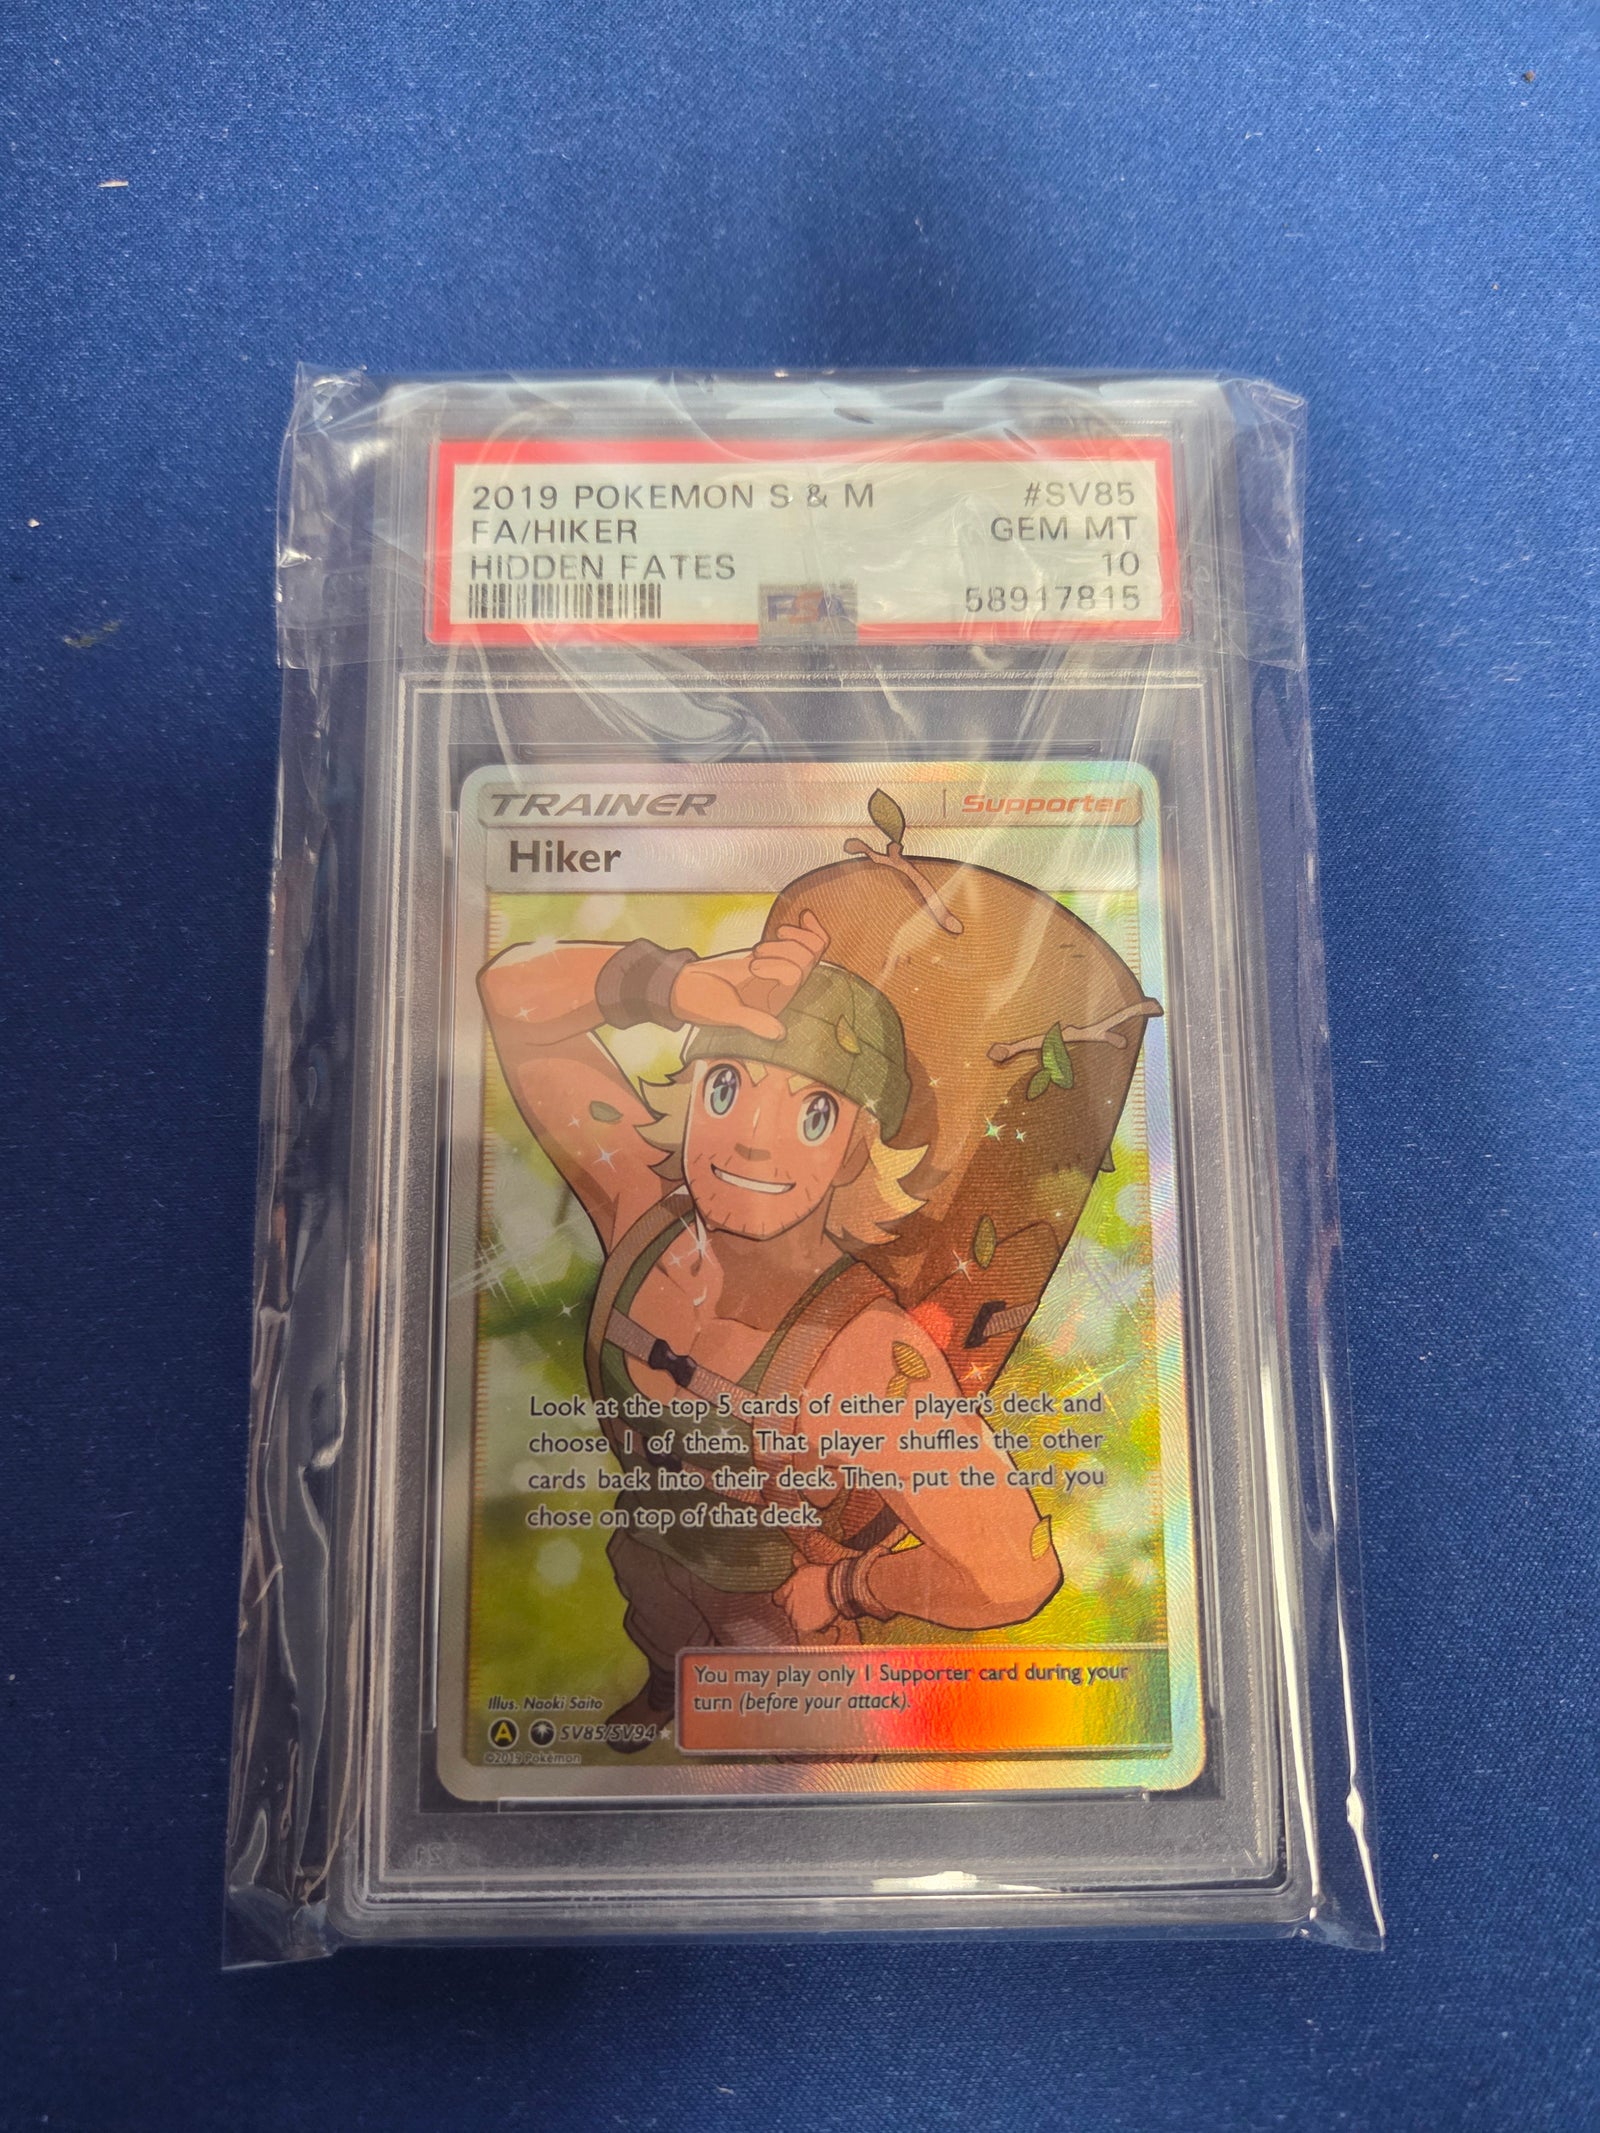 2019 POKEMON S & M #SV85
FA/HIKER GEM MT
HIDDEN FATES 10
PSA 58917815
TRAINER Supporter
Hiker
Look at the top 5 cards of either player's deck and
choose 1 of them. That player shuffles the other
cards back into their deck. Then, put the card you
chose on top of that deck.
You may play only 1 Supporter card during your
turn (before your attack).
Illus. Naoki Saito
A SV85/SV94
©2019 Pokémon